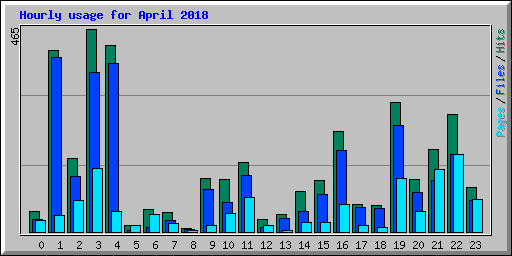 Hourly usage for April 2018
465
Pages/Files/Hits
0 1 2 3 4 5 6 7 8 9 10 11 12 13 14 15 16 17 18 19 20 21 22 23